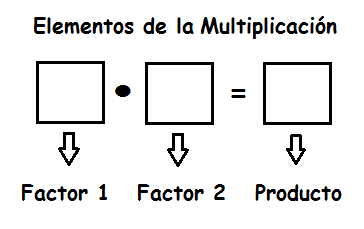 Elementos de la Multiplicación
• =
Factor 1 Factor 2 Producto